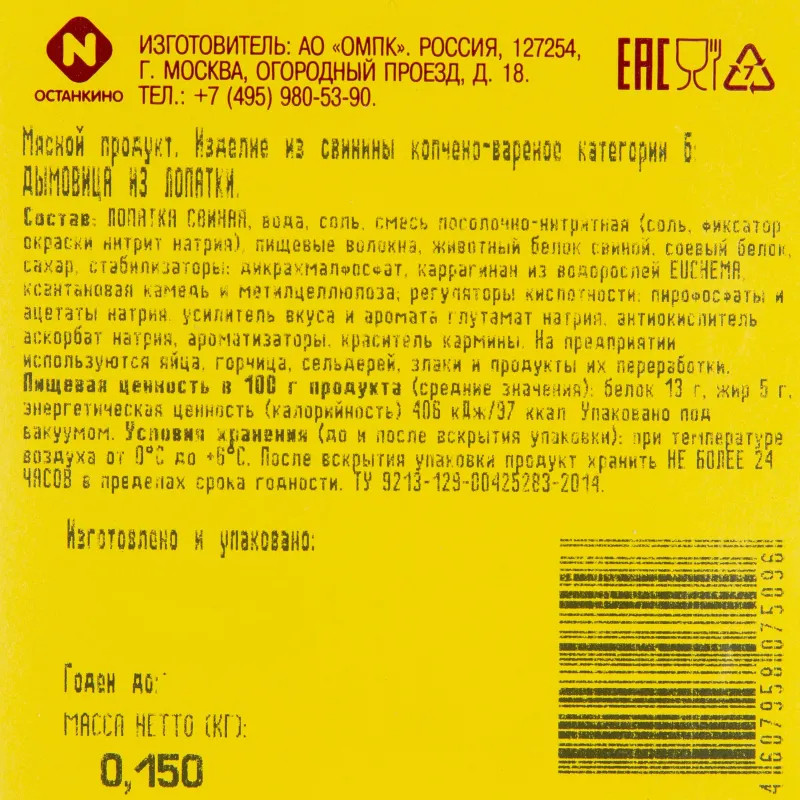 ОСТАНКИНО
ИЗГОТОВИТЕЛЬ: АО «ОМПК». РОССИЯ, 127254,
Г. МОСКВА, ОГОРОДНЫЙ ПРОЕЗД, Д. 18.
ТЕЛ.: +7 (495) 980-53-90.
EAC
7
Мясной продукт. Изделие из свинины копчено-вареное категории Б:
ДЫМОВИЦА ИЗ ЛОПАТКИ.
Состав: ЛОПАТКА СВИНАЯ, вода, соль, смесь посолочно-нитритная (соль, фиксатор
окраски нитрит натрия), пищевые волокна, животный белок свиной, соевый белок,
сахар, стабилизаторы: дикрахмалфосфат, каррагинан из водорослей EUCHEMA,
ксантановая камедь и метилцеллюлоза; регуляторы кислотности: пирофосфаты и
ацетаты натрия; усилитель вкуса и аромата глутамат натрия, антиокислитель
аскорбат натрия, ароматизаторы, краситель кармины. На предприятии
используются яйца, горчица, сельдерей, злаки и продукты их переработки.
Пищевая ценность в 100 г продукта (средние значения): белок 13 г, жир 5 г,
энергетическая ценность (калорийность) 406 кДж/97 ккал. Упаковано под
вакуумом. Условия хранения (до и после вскрытия упаковки): при температуре
воздуха от 0°С до +6°С. После вскрытия упаковки продукт хранить НЕ БОЛЕЕ 24
ЧАСОВ в пределах срока годности. ТУ 9213-129-00425283-2014.
Изготовлено и упаковано:
Годен до:
МАССА НЕТТО (КГ):
0,150
4 607958 075096